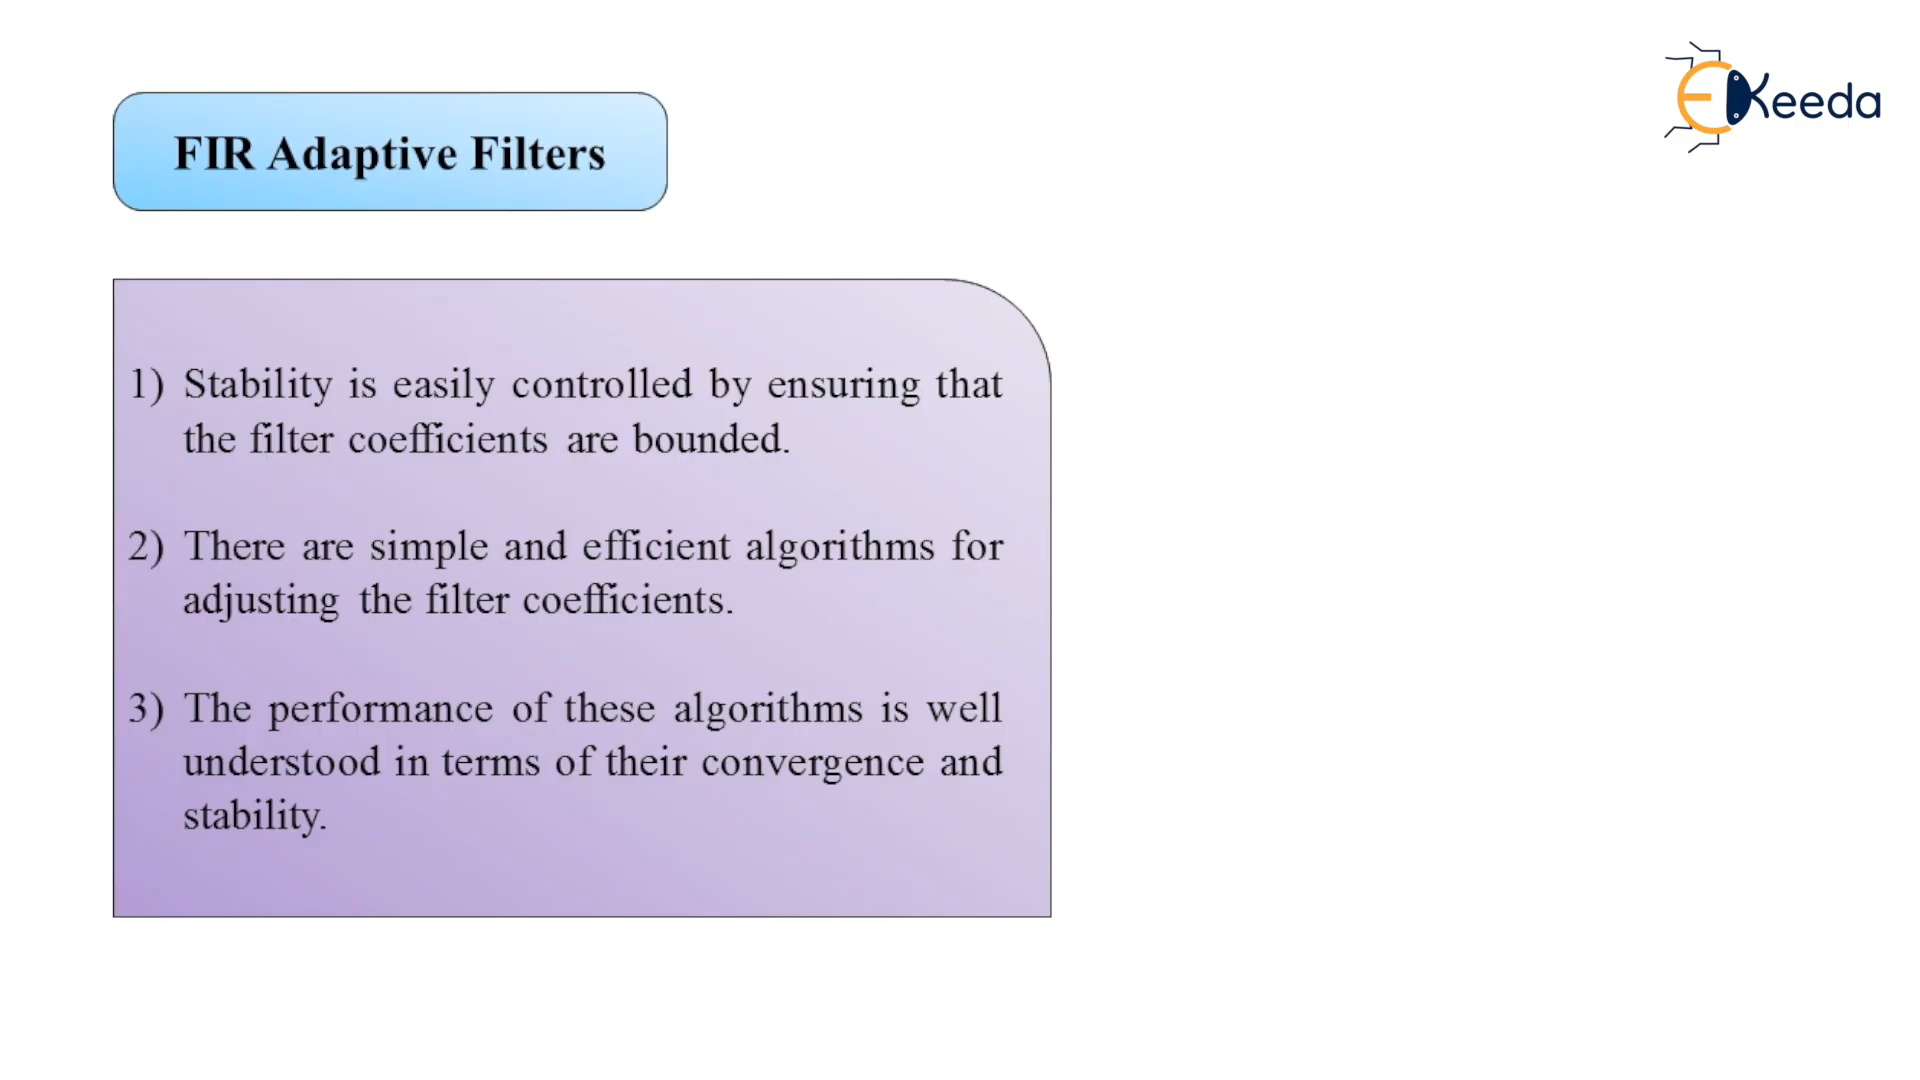 EKeeda
FIR Adaptive Filters
1) Stability is easily controlled by ensuring that
the filter coefficients are bounded.
2) There are simple and efficient algorithms for
adjusting the filter coefficients.
3) The performance of these algorithms is well
understood in terms of their convergence and
stability.